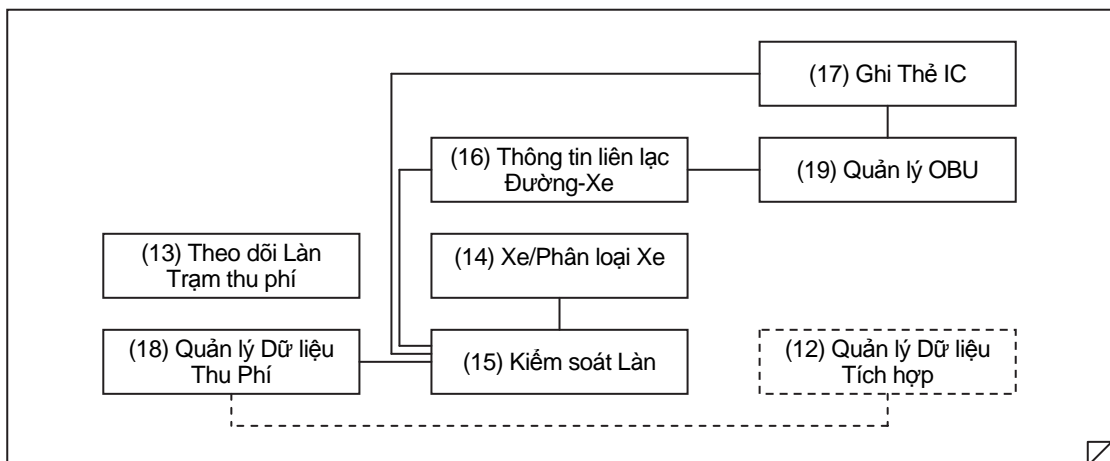 (17) Ghi Thẻ IC
(16) Thông tin liên lạc
Đường-Xe
(19) Quản lý OBU
(13) Theo dõi Làn
Trạm thu phí
(14) Xe/Phân loại Xe
(18) Quản lý Dữ liệu
Thu Phí
(15) Kiểm soát Làn
(12) Quản lý Dữ liệu
Tích hợp